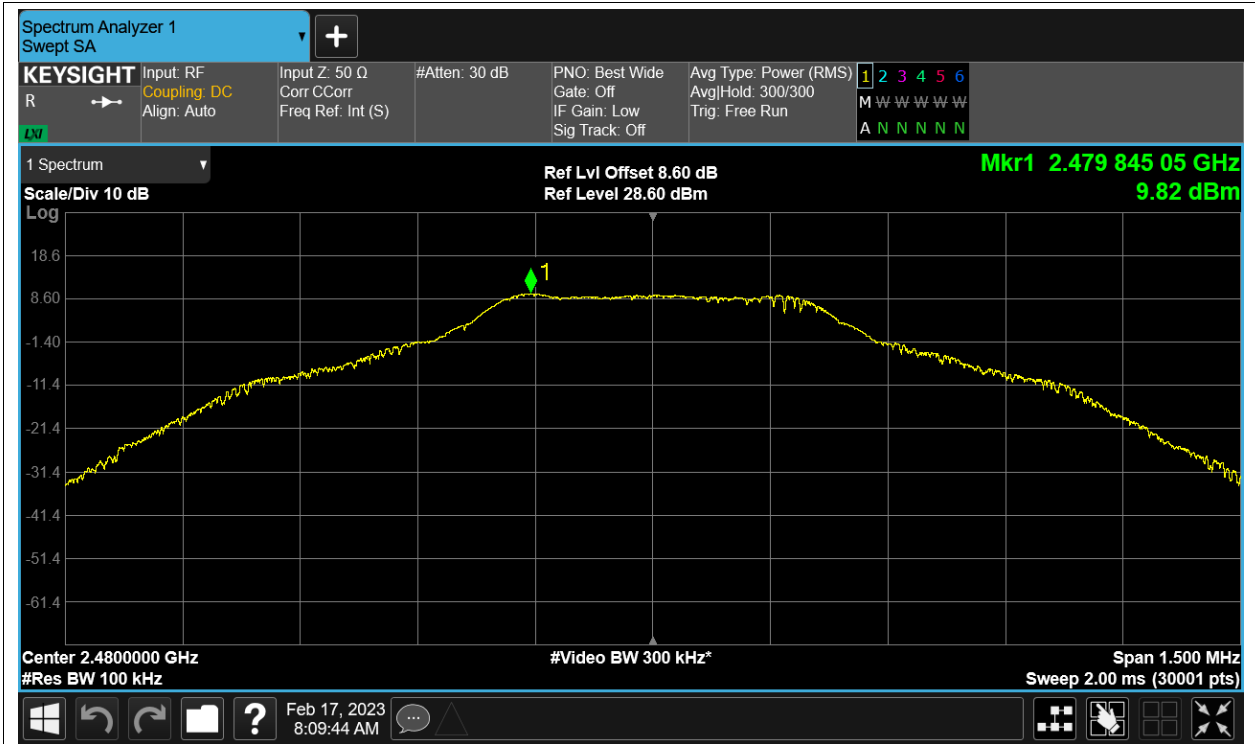 Spectrum Analyzer 1
Swept SA
KEYSIGHT
R
LXI
Input: RF
Coupling: DC
Align: Auto
Input Z: 50 Ω
Corr CCorr
Freq Ref: Int (S)
#Atten: 30 dB
PNO: Best Wide
Gate: Off
IF Gain: Low
Sig Track: Off
Avg Type: Power (RMS)
Avg|Hold: 300/300
Trig: Free Run
1 2 3 4 5 6
M W W W W W
A N N N N N
1 Spectrum
Scale/Div 10 dB
Log
Ref Lvl Offset 8.60 dB
Ref Level 28.60 dBm
Mkr1 2.479 845 05 GHz
9.82 dBm
18.6
1
8.60
-1.40
-11.4
-21.4
-31.4
-41.4
-51.4
-61.4
Center 2.4800000 GHz
#Res BW 100 kHz
#Video BW 300 kHz*
Span 1.500 MHz
Sweep 2.00 ms (30001 pts)
?
Feb 17, 2023
8:09:44 AM